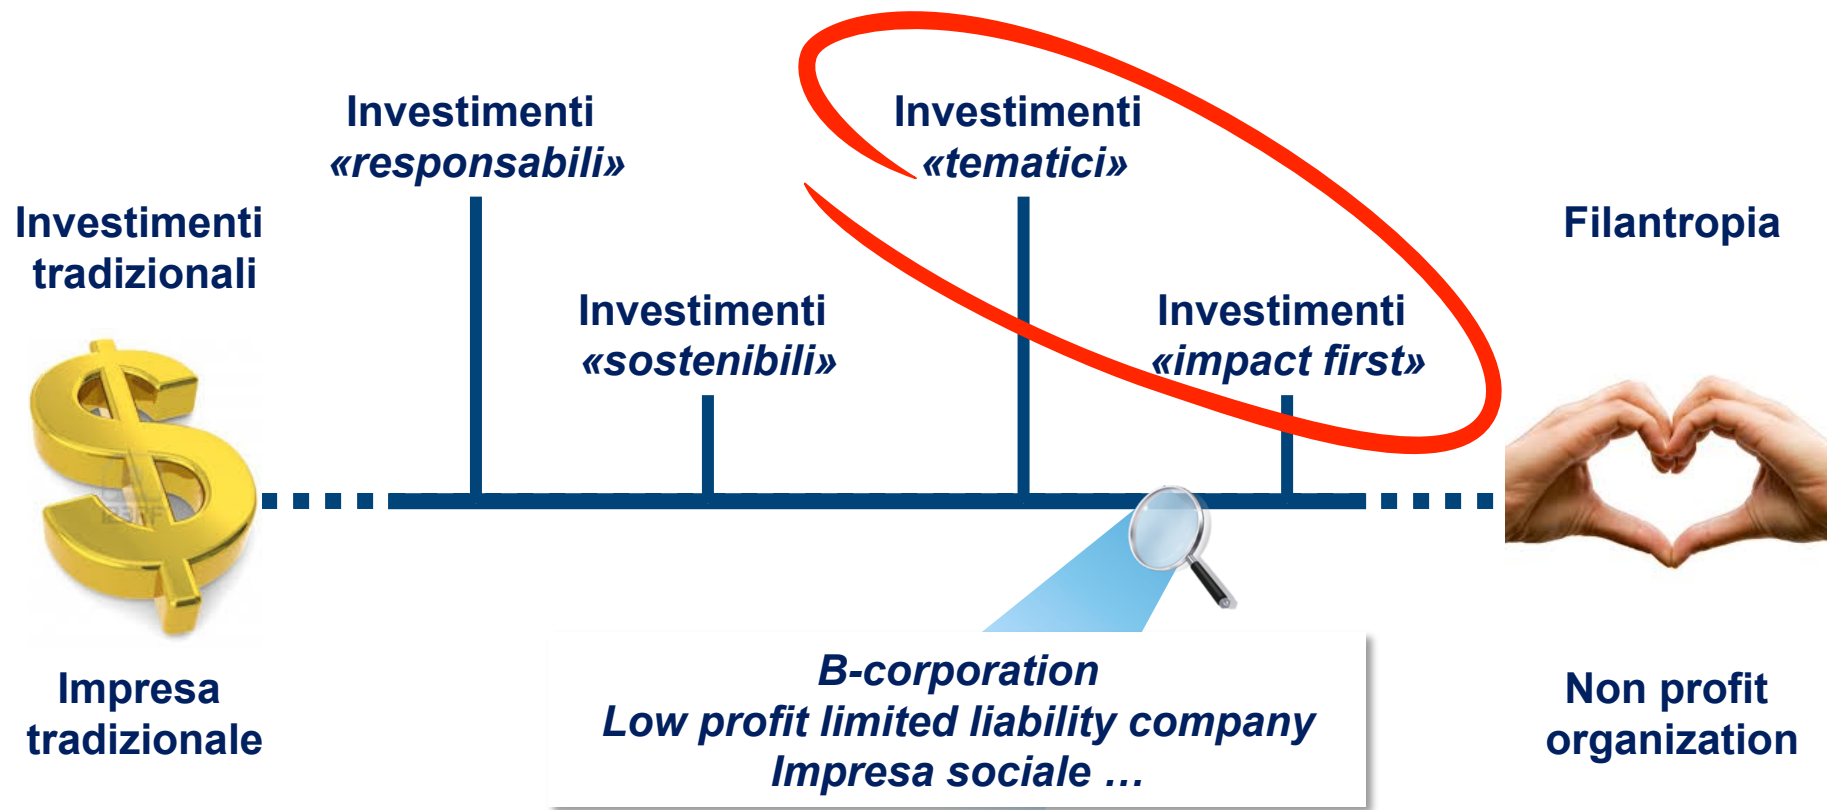 Investimenti
«responsabili»
Investimenti
«tematici»
Investimenti
tradizionali
Filantropia
Investimenti
«sostenibili»
Investimenti
«impact first»
123RF
B-corporation
Low profit limited liability company
Impresa sociale …
Impresa
tradizionale
Non profit
organization